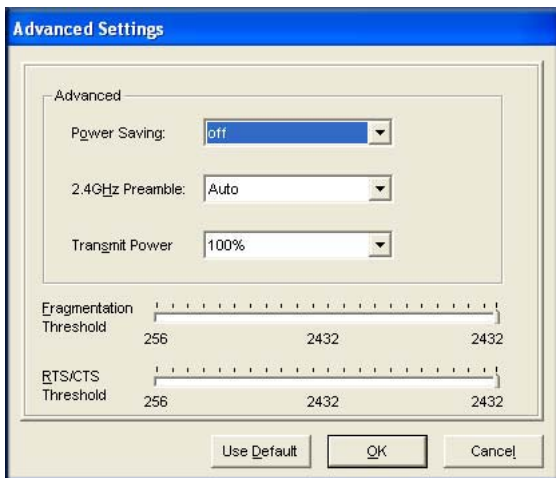 Advanced Settings
Advanced
Power Saving: off
2.4GHz Preamble: Auto
Transmit Power 100%
Fragmentation
Threshold
256 2432 2432
RTS/CTS
Threshold
256 2432 2432
Use Default OK Cancel